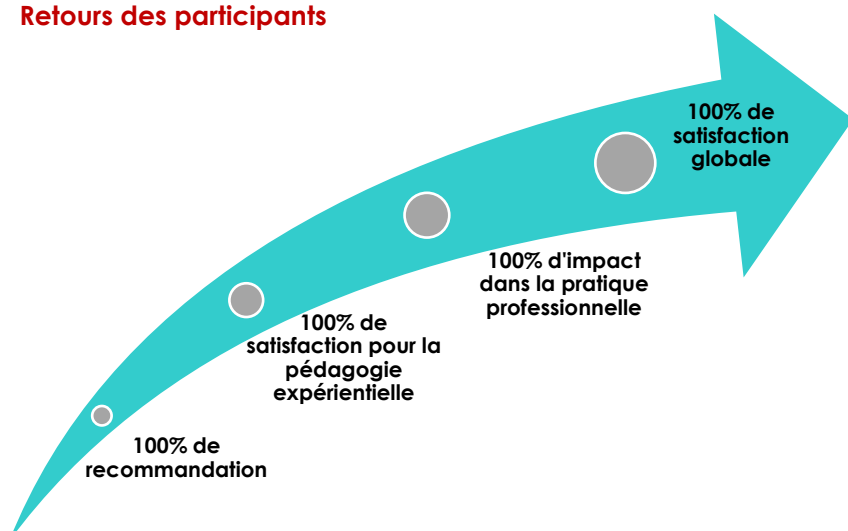 Retours des participants
100% de
satisfaction
globale
100% d'impact
dans la pratique
professionnelle
100% de
satisfaction pour la
pédagogie
expérientielle
100% de
recommandation